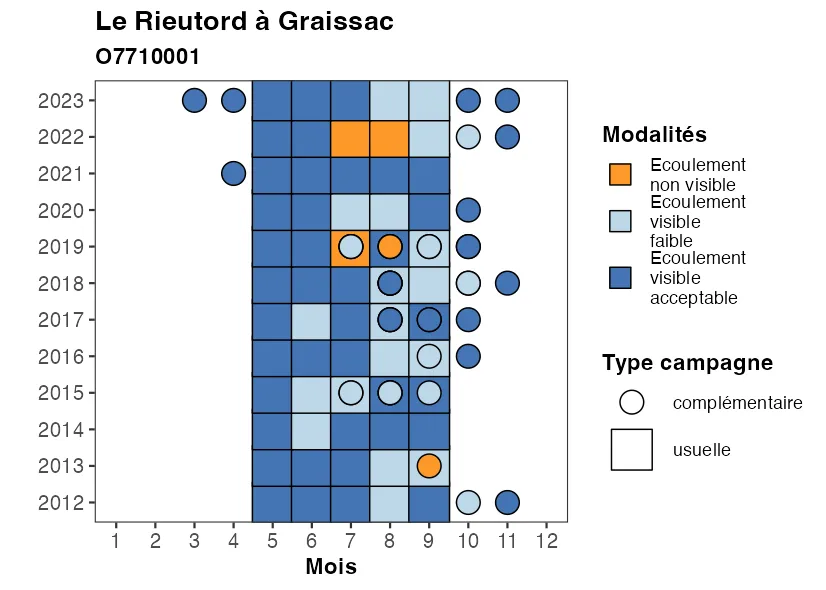 Le Rieutord à Graissac
O7710001
2023
2022
2021
2020
2019
2018
2017
2016
2015
2014
2013
2012
1 2 3 4 5 6 7 8 9 10 11 12
Mois
Modalités
Ecoulement
non visible
Ecoulement
visible
faible
Ecoulement
visible
acceptable
Type campagne
complémentaire
usuelle